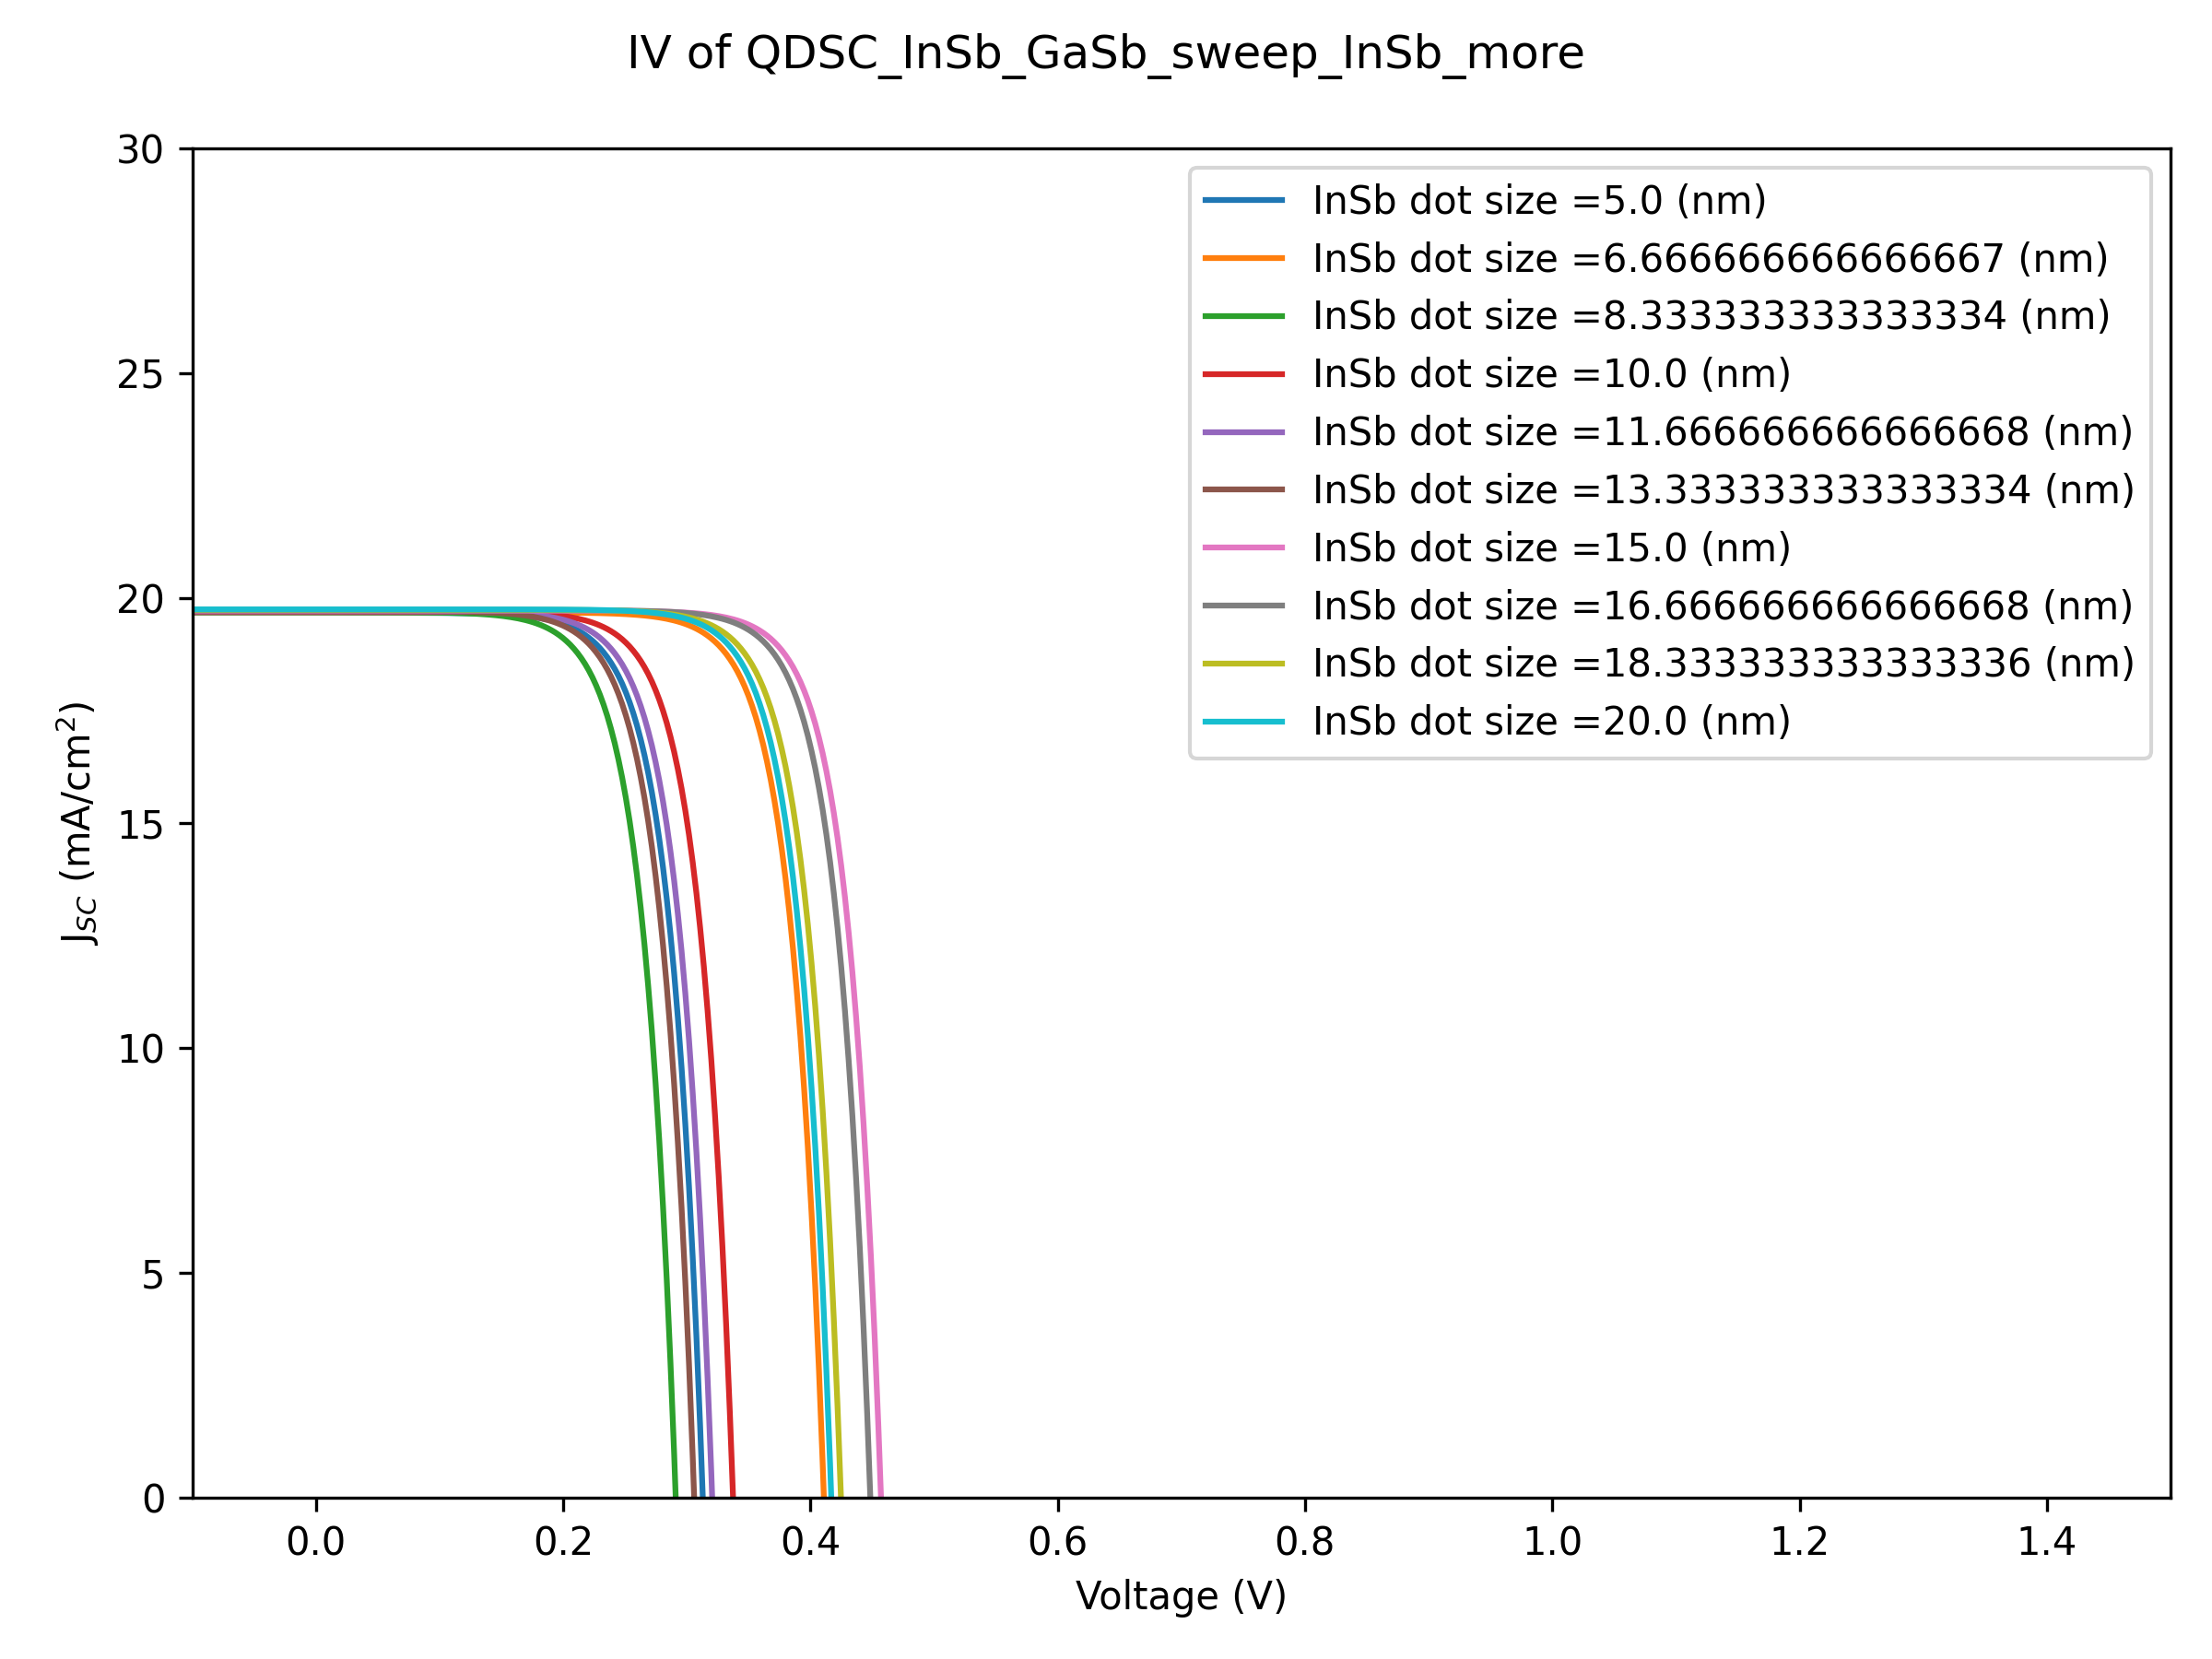 IV of QDSC_InSb_GaSb_sweep_InSb_more
30
25
20
15
10
5
0
J_SC (mA/cm²)
InSb dot size =5.0 (nm)
InSb dot size =6.666666666666667 (nm)
InSb dot size =8.333333333333334 (nm)
InSb dot size =10.0 (nm)
InSb dot size =11.666666666666668 (nm)
InSb dot size =13.333333333333334 (nm)
InSb dot size =15.0 (nm)
InSb dot size =16.666666666666668 (nm)
InSb dot size =18.333333333333336 (nm)
InSb dot size =20.0 (nm)
0.0 0.2 0.4 0.6 0.8 1.0 1.2 1.4
Voltage (V)